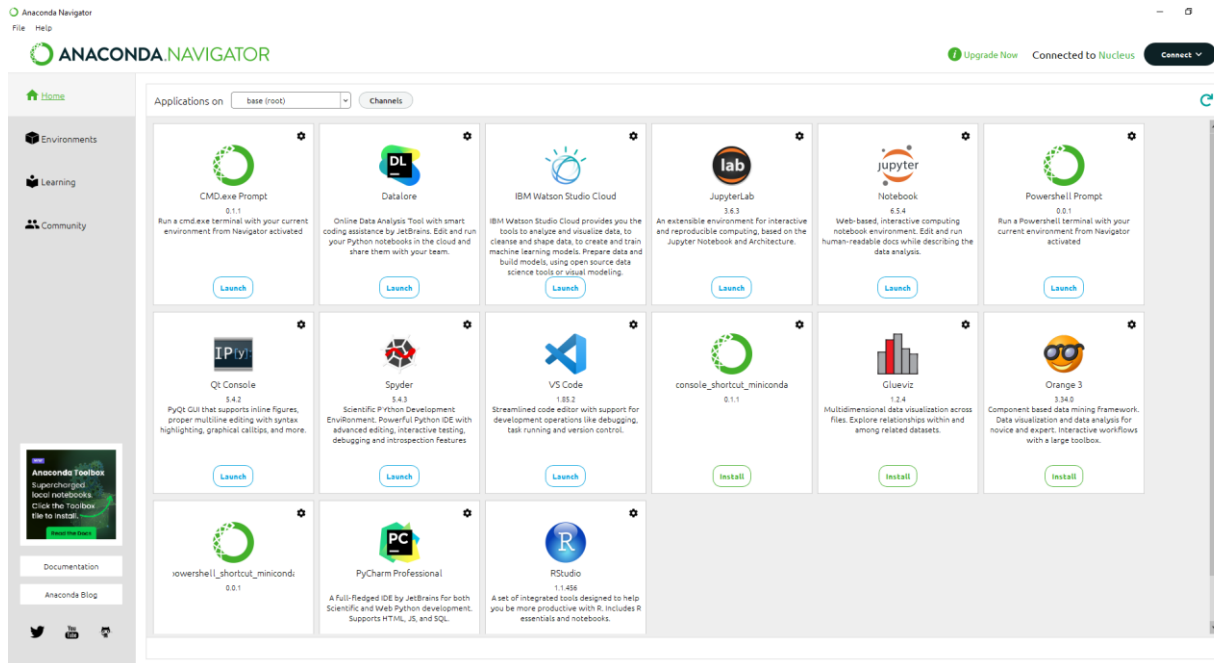 Anaconda Navigator
File Help
ANACONDA.NAVIGATOR
i Upgrade Now Connected to Nucleus Connect
Home
Environments
Learning
Community
Applications on base (root) Channels
CMD.exe Prompt
0.1.1
Run a cmd.exe terminal with your current
environment from Navigator activated
Launch
DL
Datalore
Online Data Analysis Tool with smart
coding assistance by JetBrains. Edit and run
your Python notebooks in the cloud and
share them with your team.
Launch
IBM Watson Studio Cloud
IBM Watson Studio Cloud provides you the
tools to analyze and visualize data, to
cleanse and shape data, to create and train
machine learning models. Prepare data and
build models, using open source data
science tools or visual modeling.
Launch
lab
JupyterLab
3.6.3
An extensible environment for interactive
and reproducible computing, based on the
Jupyter Notebook and Architecture.
Launch
jupyter
Notebook
6.5.4
Web-based, interactive computing
notebook environment. Edit and run
human-readable docs while describing the
data analysis.
Launch
Powershell Prompt
0.0.1
Run a Powershell terminal with your
current environment from Navigator
activated
Launch
IP[y]:
Qt Console
5.4.2
PyQt GUI that supports inline figures,
proper multiline editing with syntax
highlighting, graphical calltips, and more.
Launch
Spyder
5.4.3
Scientific PYthon Development
EnviRonment. Powerful Python IDE with
advanced editing, interactive testing,
debugging and introspection features
Launch
VS Code
1.85.2
Streamlined code editor with support for
development operations like debugging,
task running and version control.
Launch
console_shortcut_miniconda
0.1.1
Install
Glueviz
1.2.4
Multidimensional data visualization across
files. Explore relationships within and
among related datasets.
Install
Orange 3
3.34.0
Component based data mining framework.
Data visualization and data analysis for
novice and expert. Interactive workflows
with a large toolbox.
Install
owershell_shortcut_miniconda
0.0.1
PC
PyCharm Professional
A full-fledged IDE by JetBrains for both
Scientific and Web Python development.
Supports HTML, JS, and SQL.
R
RStudio
1.1.456
A set of integrated tools designed to help
you be more productive with R. Includes R
essentials and notebooks.
NEW
Anaconda Toolbox
Supercharged
local notebooks.
Click the Toolbox
tile to install.
Read the Docs
Documentation
Anaconda Blog
You
Tube